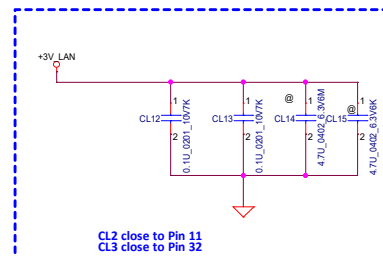 +3V_LAN
1
CL12
2
0.1U_0201_10V7K
1
CL13
2
0.1U_0201_10V7K
@
1
CL14
2
4.7U_0402_6.3V6M
1
@
CL15
2
4.7U_0402_6.3V6K
CL2 close to Pin 11
CL3 close to Pin 32